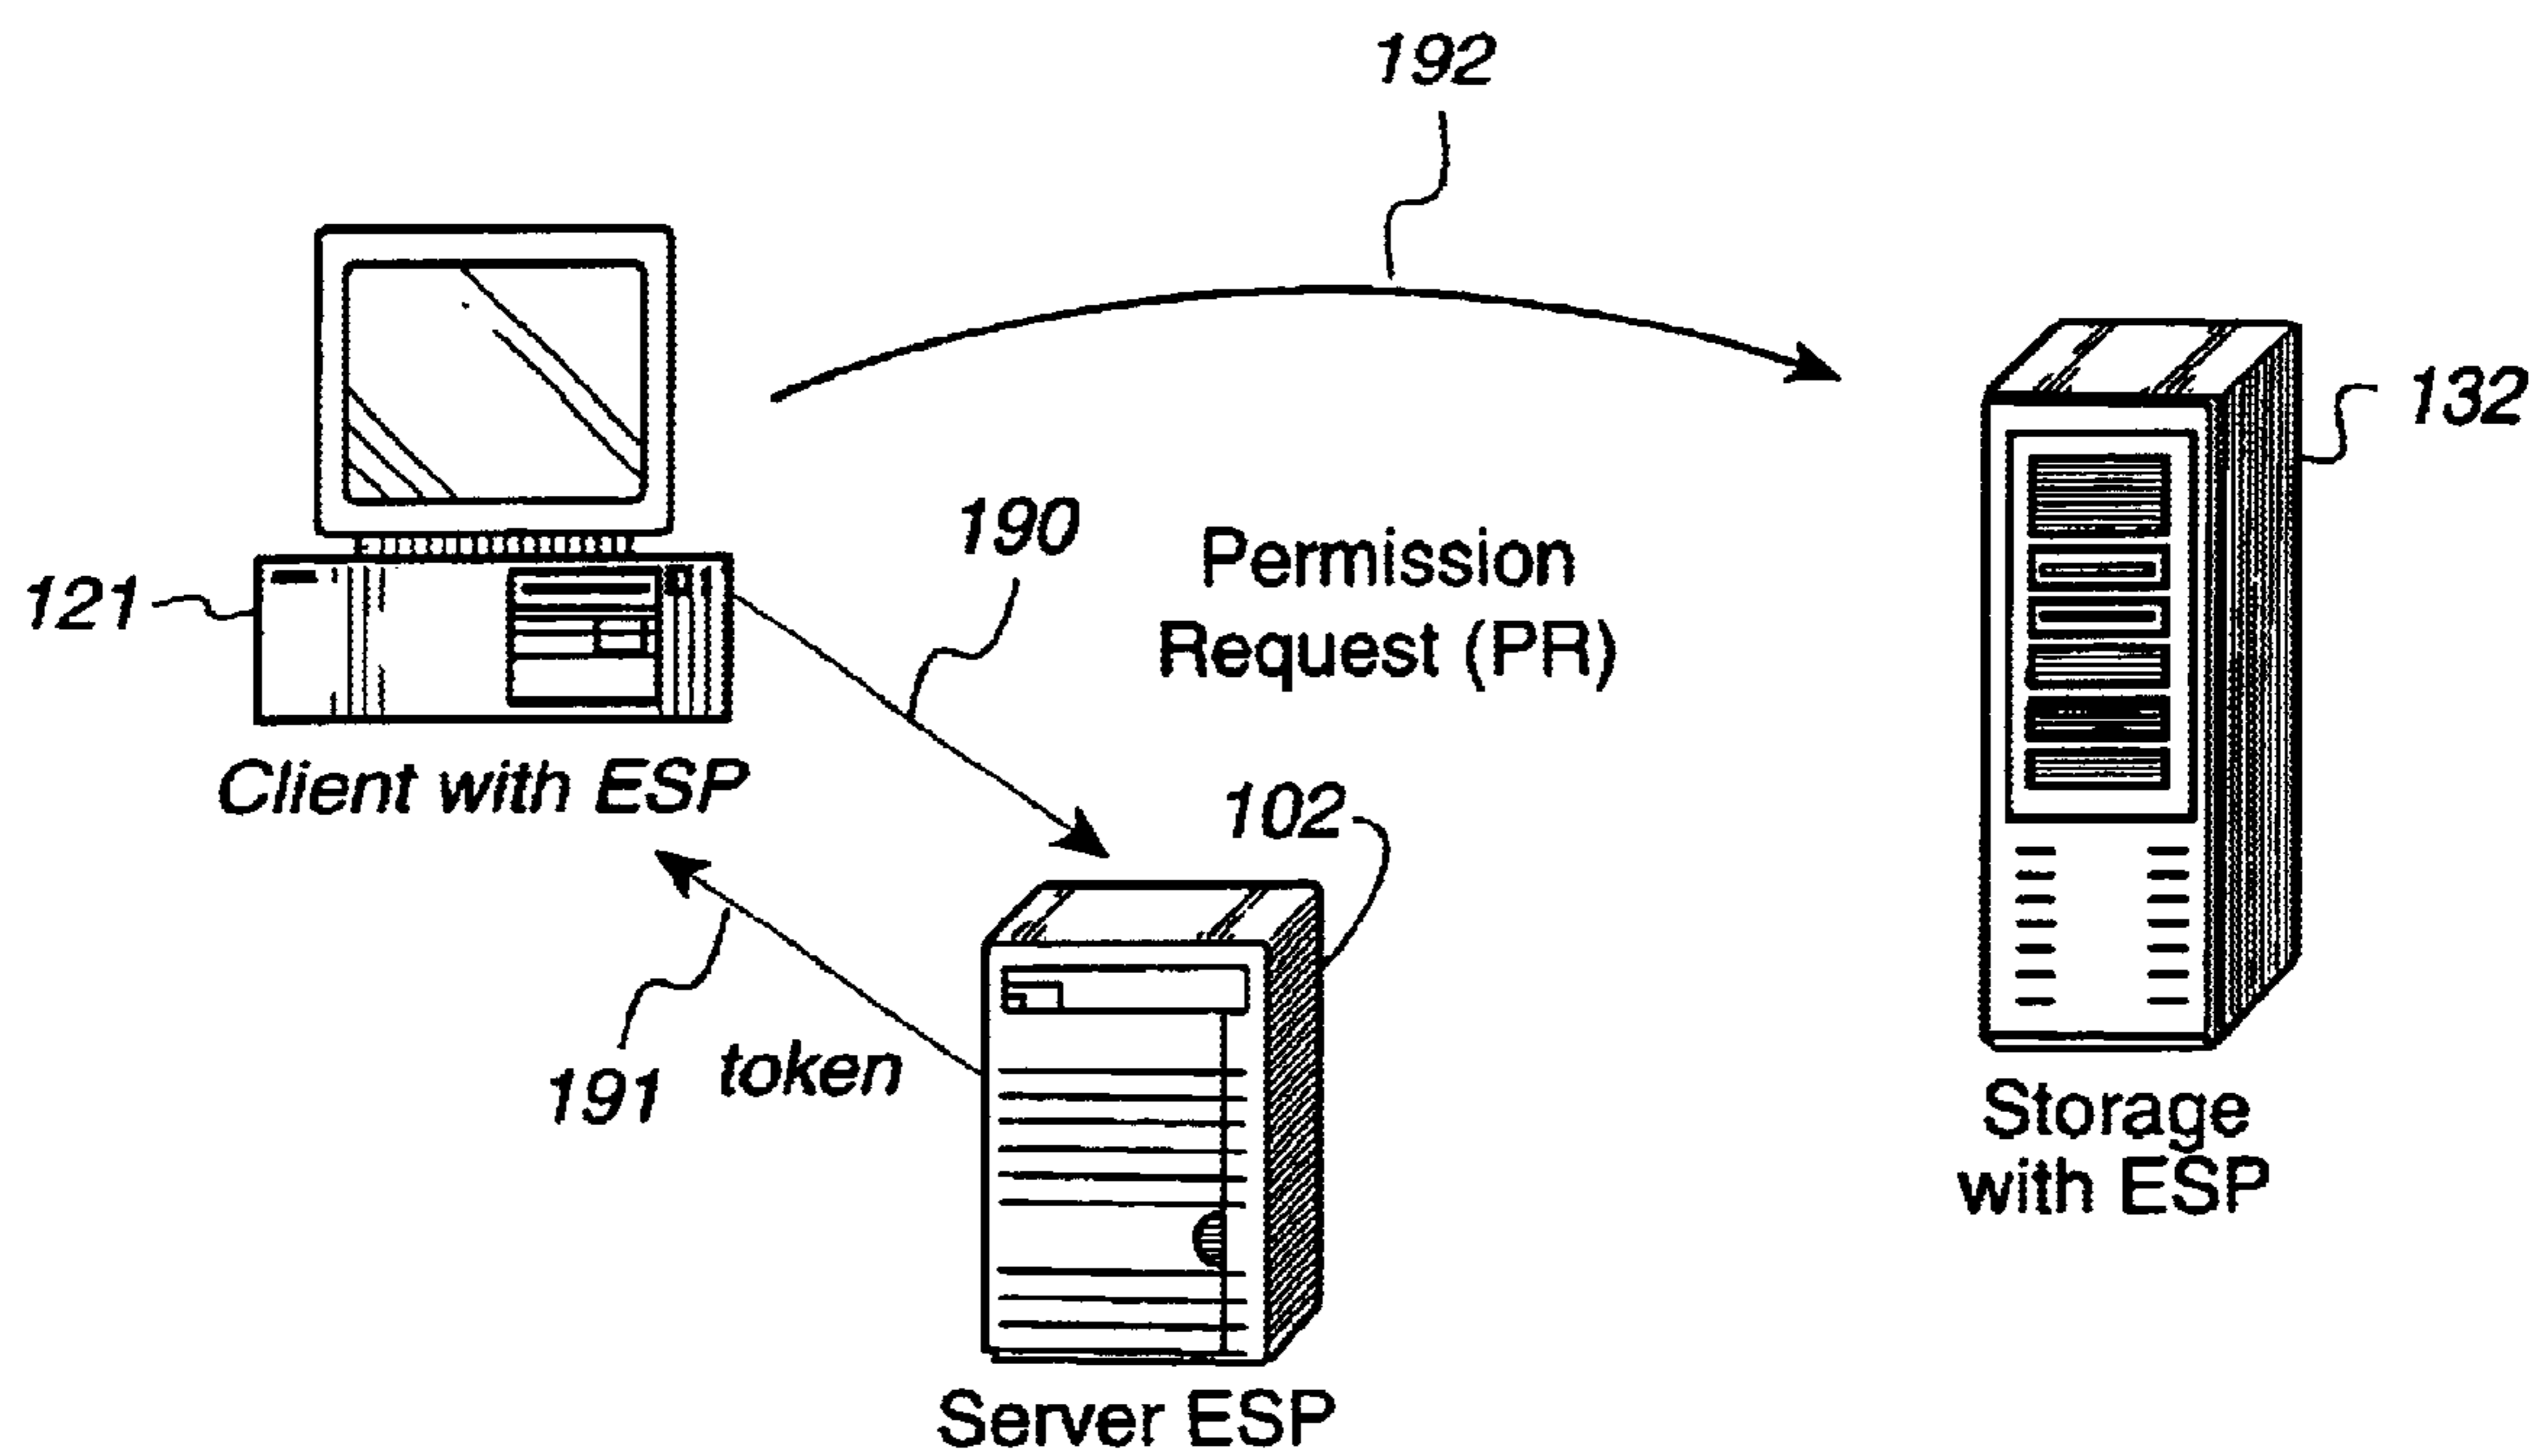 192
132
190
Permission
Request (PR)
121
Client with ESP
102
191
token
Storage
with ESP
Server ESP